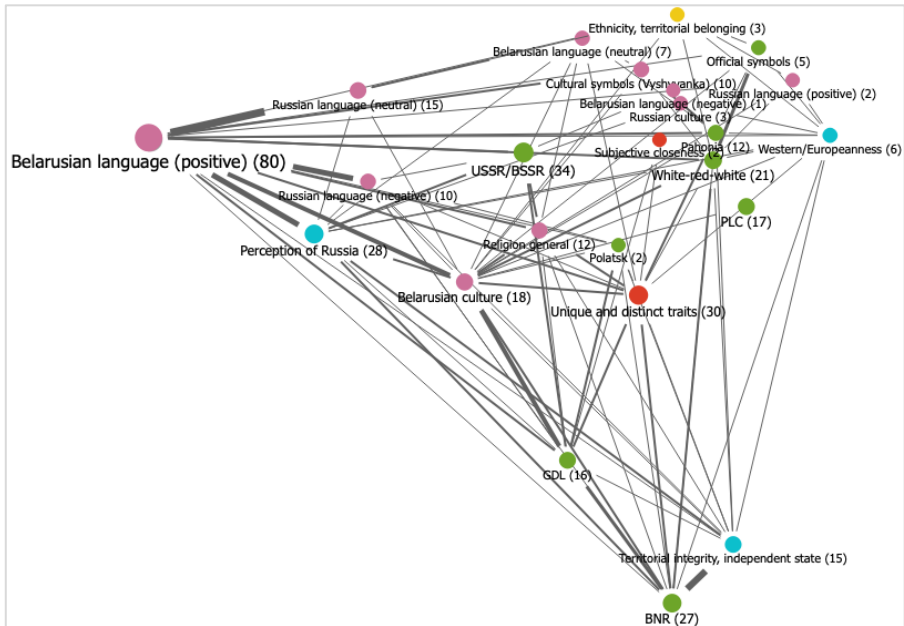 Ethnicity, territorial belonging (3)
Belarusian language (neutral) (7)
Official symbols (5)
Cultural symbols (Vyshywanka) (10)
Russian language (positive) (2)
Russian language (neutral) (15)
Belarusian language (negative) (1)
Russian culture (3)
Pahonia (12)
Western/Europeanness (6)
Subjective closeness (2)
Belarusian language (positive) (80)
USSR/BSSR (34)
White-red-white (21)
Russian language (negative) (10)
PLC (17)
Perception of Russia (28)
Religion general (12)
Polatsk (2)
Belarusian culture (18)
Unique and distinct traits (30)
GDL (16)
Territorial integrity, independent state (15)
BNR (27)